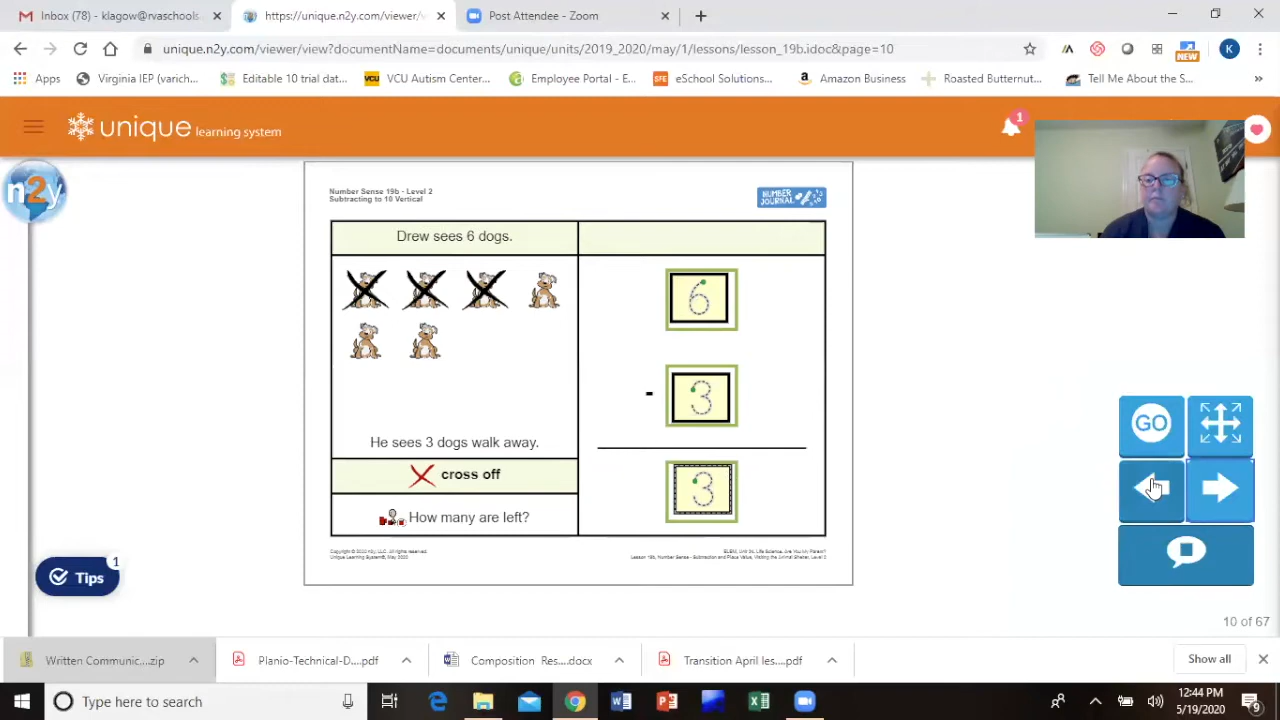 Inbox (78) - klagow@rvaschools
https://unique.n2y.com/viewer/v
Post Attendee - Zoom
unique.n2y.com/viewer/view?documentName=documents/unique/units/2019_2020/may/1/lessons/lesson_19b.idoc&page=10
K
NEW
Apps
Virginia IEP (varich...
Editable 10 trial dat...
VCU
VCU Autism Center...
Employee Portal - E...
SFE
eSchool Solutions...
Amazon Business
Roasted Butternut...
Tell Me About the S...
unique learning system
1
n2y
Number Sense 19b - Level 2
Subtracting to 10 Vertical
NUMBER
JOURNAL
Drew sees 6 dogs.
6
- 3
He sees 3 dogs walk away.
cross off
3
How many are left?
GO
Tips
10 of 67
Written Communic...zip
Planio-Technical-D....pdf
Composition Res....docx
Transition April les....pdf
Show all
Type here to search
12:44 PM
5/19/2020
9